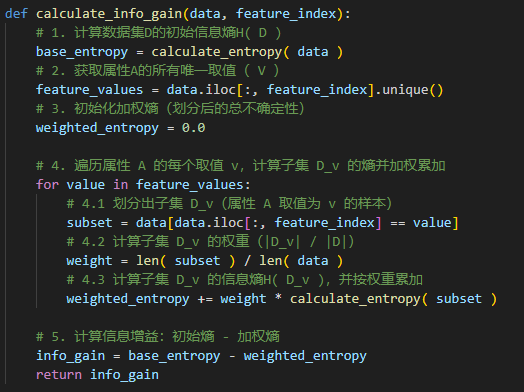 def calculate_info_gain(data, feature_index):
    # 1. 计算数据集D的初始信息熵H( D )
    base_entropy = calculate_entropy( data )
    # 2. 获取属性A的所有唯一取值 ( V )
    feature_values = data.iloc[:, feature_index].unique()
    # 3. 初始化加权熵（划分后的总不确定性）
    weighted_entropy = 0.0

    # 4. 遍历属性 A 的每个取值 v，计算子集 D_v 的熵并加权累加
    for value in feature_values:
        # 4.1 划分出子集 D_v（属性 A 取值为 v 的样本）
        subset = data[data.iloc[:, feature_index] == value]
        # 4.2 计算子集 D_v 的权重（|D_v| / |D|）
        weight = len( subset ) / len( data )
        # 4.3 计算子集 D_v 的信息熵H( D_v )，并按权重累加
        weighted_entropy += weight * calculate_entropy( subset )

    # 5. 计算信息增益：初始熵 - 加权熵
    info_gain = base_entropy - weighted_entropy
    return info_gain